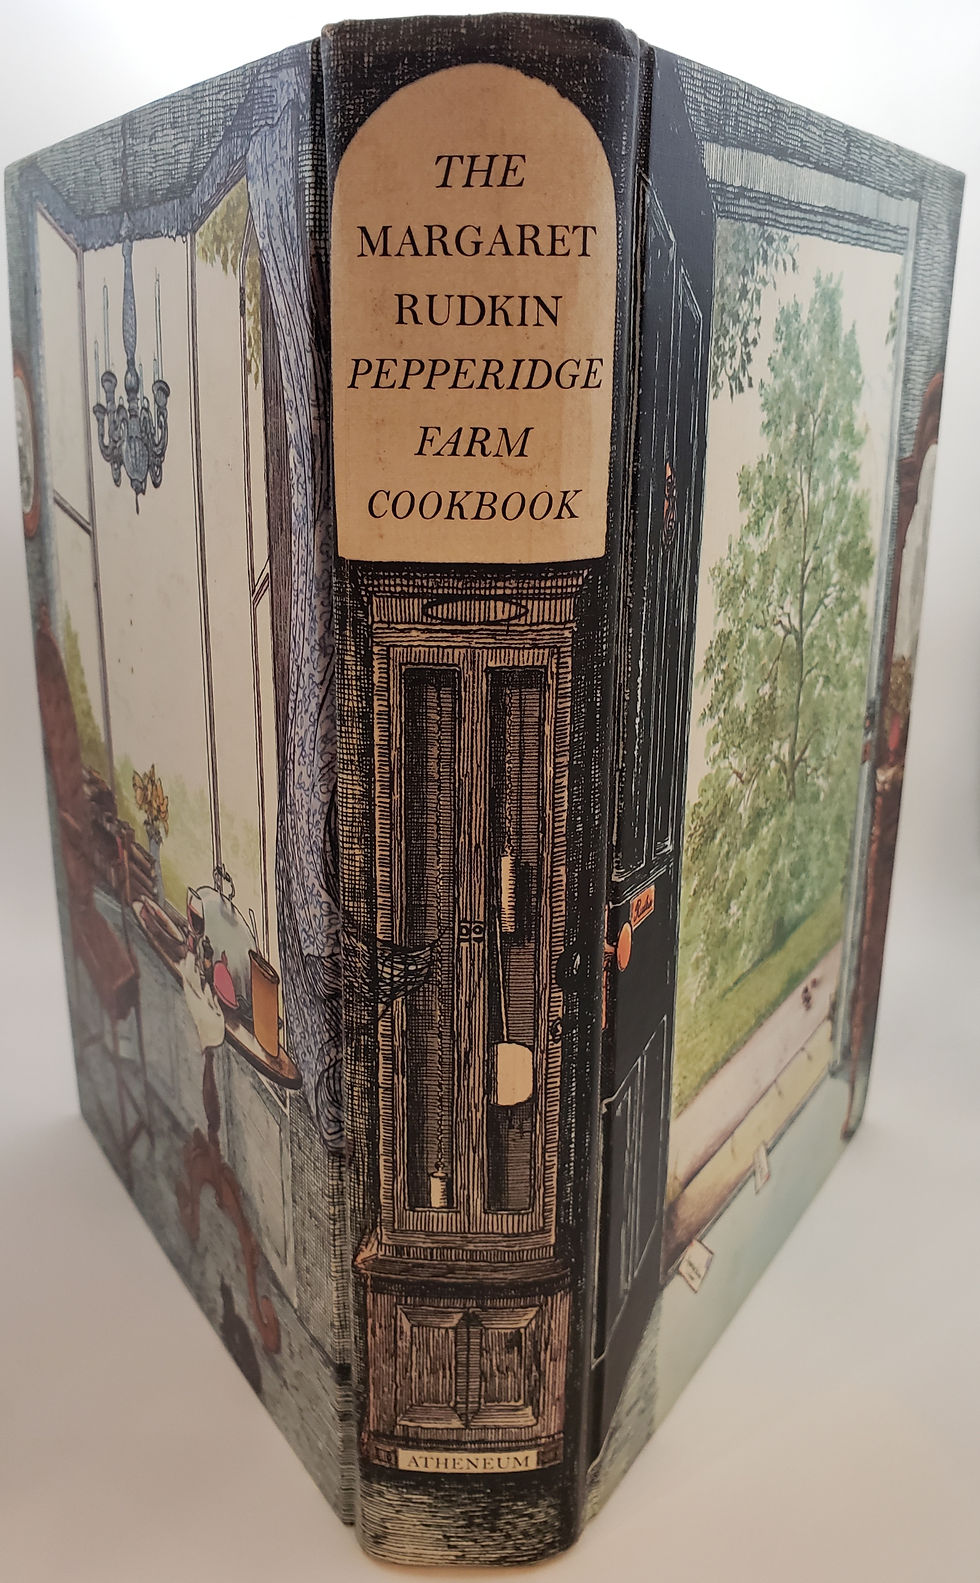 THE
MARGARET
RUDKIN
PEPPERIDGE
FARM
COOKBOOK
ATHENEUM